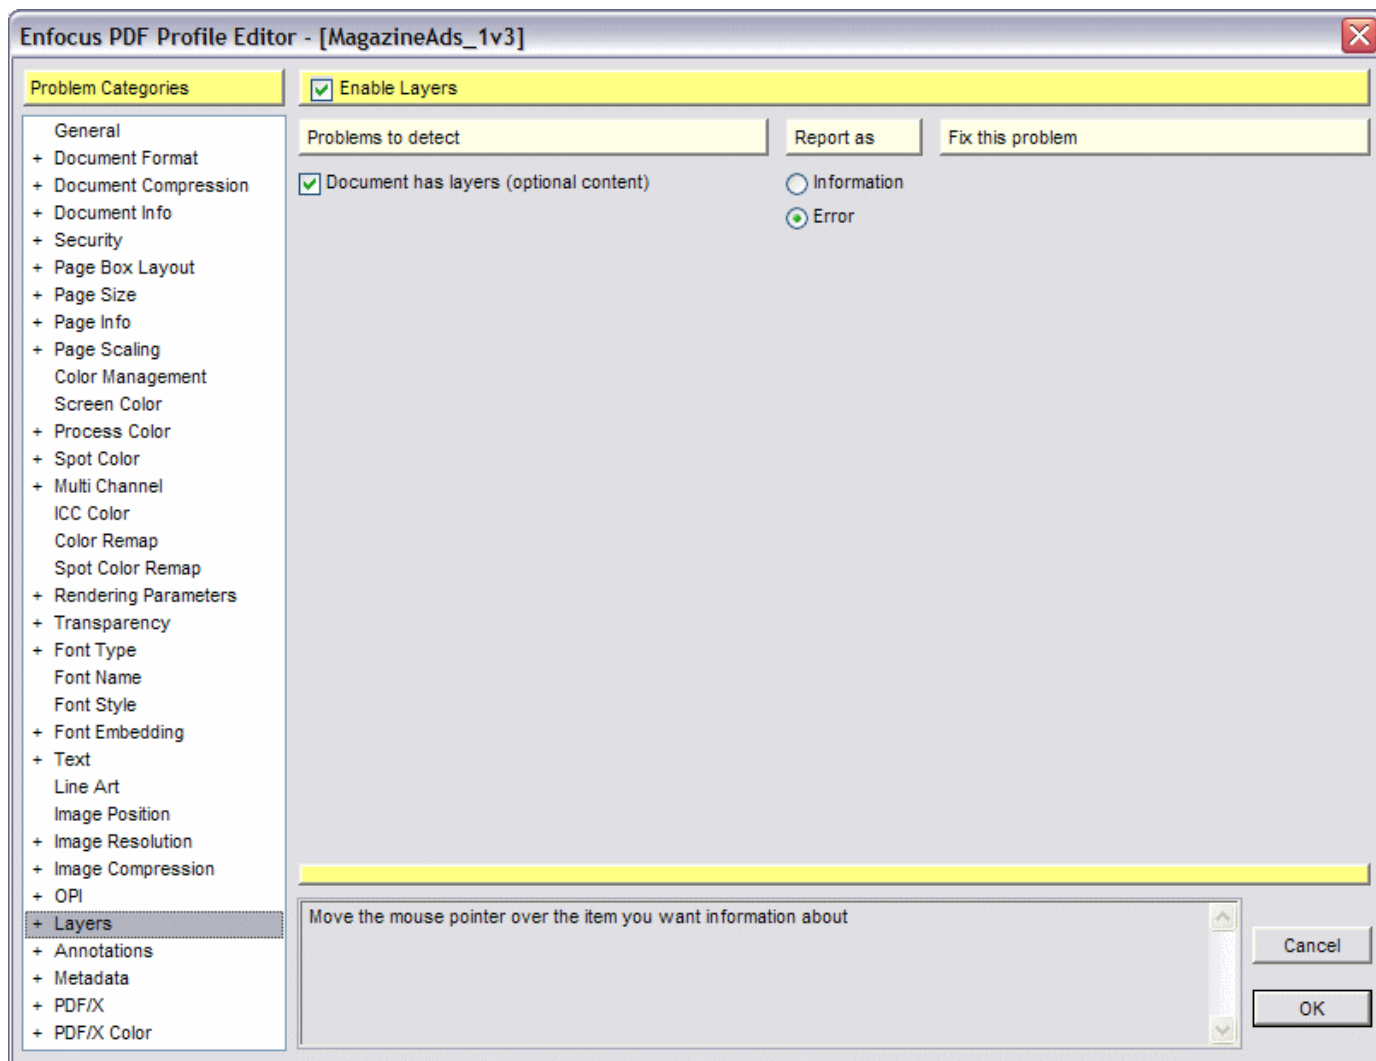 Enfocus PDF Profile Editor - [MagazineAds_1v3]
Problem Categories
General
+ Document Format
+ Document Compression
+ Document Info
+ Security
+ Page Box Layout
+ Page Size
+ Page Info
+ Page Scaling
Color Management
Screen Color
+ Process Color
+ Spot Color
+ Multi Channel
ICC Color
Color Remap
Spot Color Remap
+ Rendering Parameters
+ Transparency
+ Font Type
Font Name
Font Style
+ Font Embedding
+ Text
Line Art
Image Position
+ Image Resolution
+ Image Compression
+ OPI
+ Layers
+ Annotations
+ Metadata
+ PDF/X
+ PDF/X Color
Enable Layers
Problems to detect
Report as
Fix this problem
Document has layers (optional content)
Information
Error
Move the mouse pointer over the item you want information about
Cancel
OK